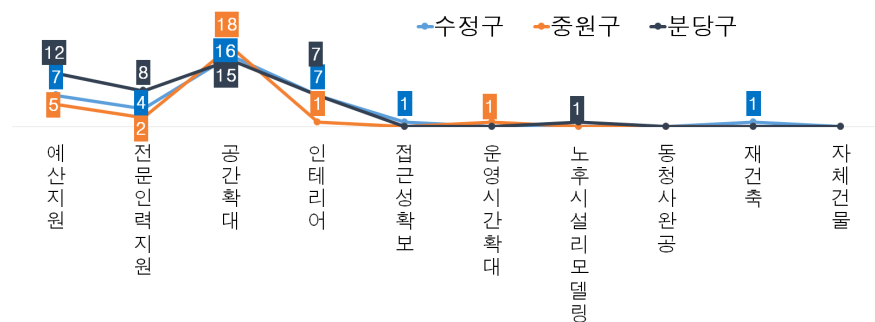 수정구 중원구 분당구
18
12 16 7
7 8 15 7
5 4 1 1 1 1 1
2
예산지원
전문인력지원
공간확대
인테리어
접근성확보
운영시간확대
노후시설리모델링
동청사완공
재건축
자체건물